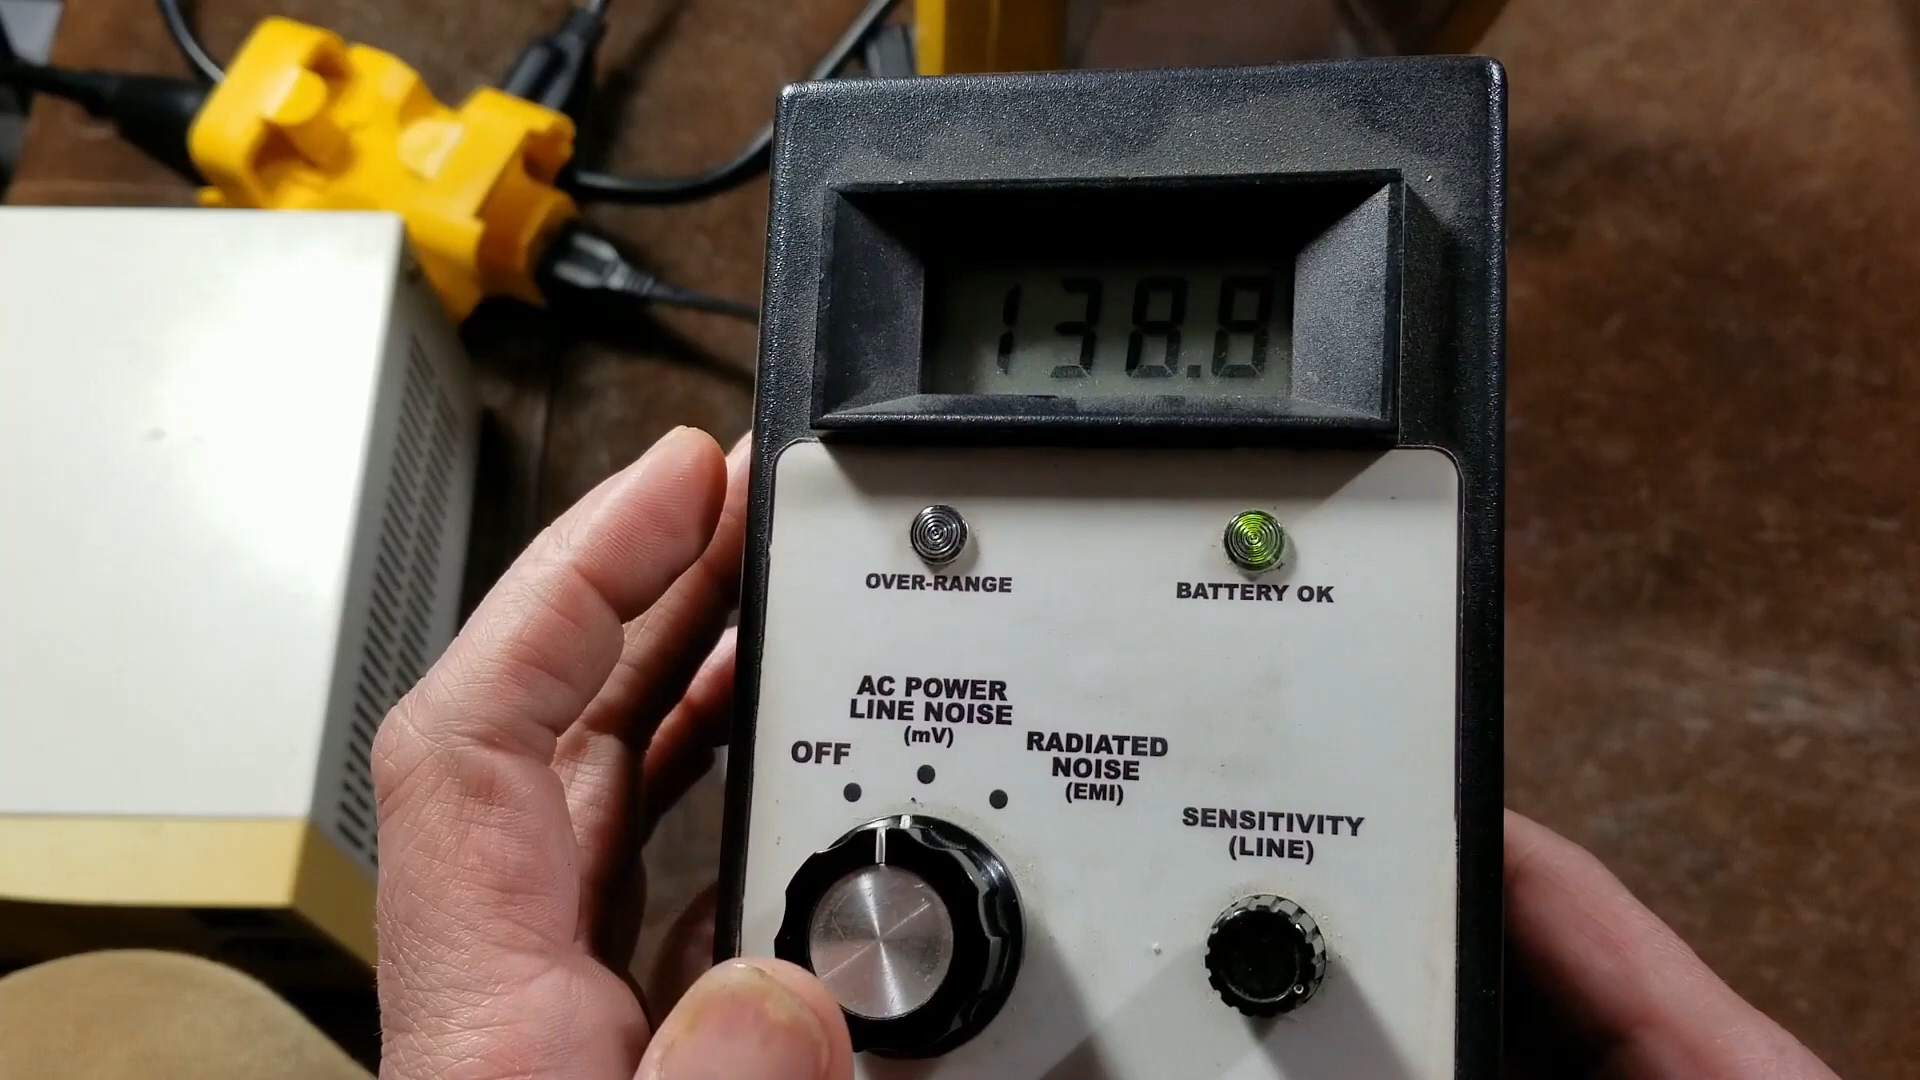 138.8
OVER-RANGE
BATTERY OK
AC POWER
LINE NOISE
(mV)
OFF
RADIATED
NOISE
(EMI)
SENSITIVITY
(LINE)